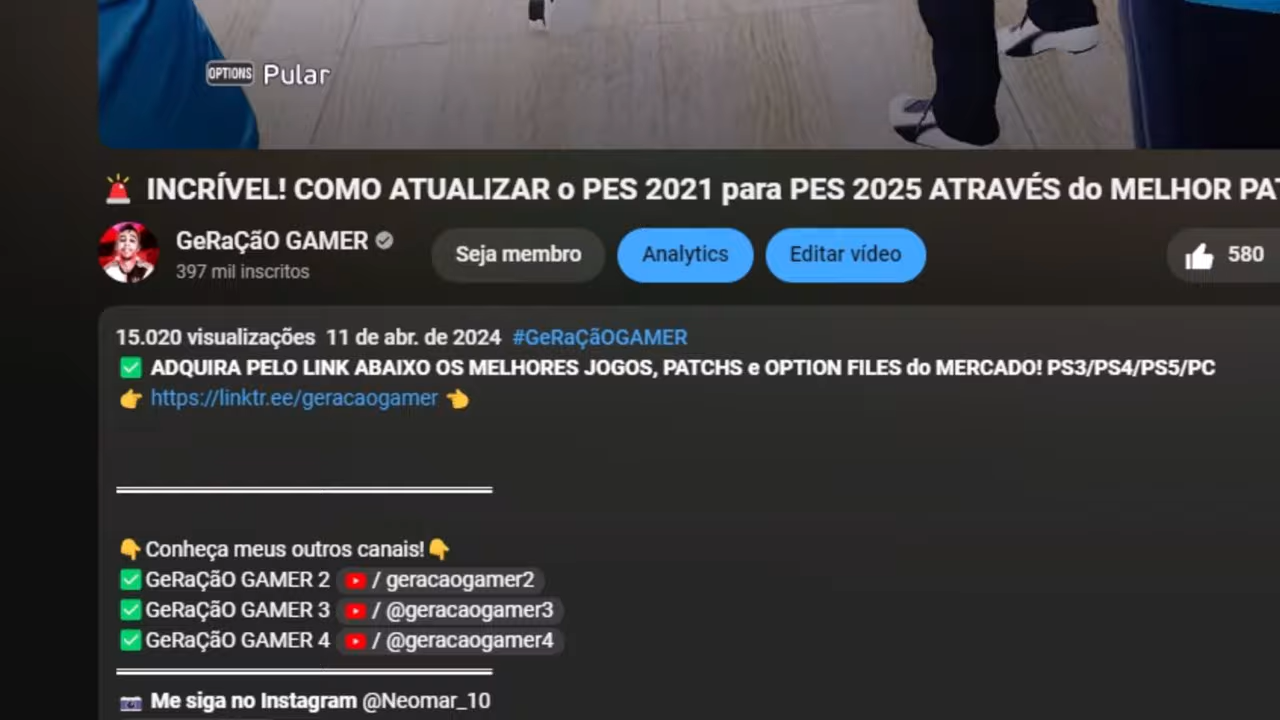 OPTIONS Pular
🚨 INCRÍVEL! COMO ATUALIZAR o PES 2021 para PES 2025 ATRAVÉS do MELHOR
GeRaÇãO GAMER
397 mil inscritos
Seja membro
Analytics
Editar vídeo
580
15.020 visualizações 11 de abr. de 2024 #GeRaÇãOGAMER
✅ ADQUIRA PELO LINK ABAIXO OS MELHORES JOGOS, PATCHS e OPTION FILES do MERCADO! PS3/PS4/PS5/PC
👉 https://linktr.ee/geracaogamer 👈
👇Conheça meus outros canais!👇
✅GeRaÇãO GAMER 2 / geracaogamer2
✅GeRaÇãO GAMER 3 / @geracaogamer3
✅GeRaÇãO GAMER 4 / @geracaogamer4
📷 Me siga no Instagram @Neomar_10